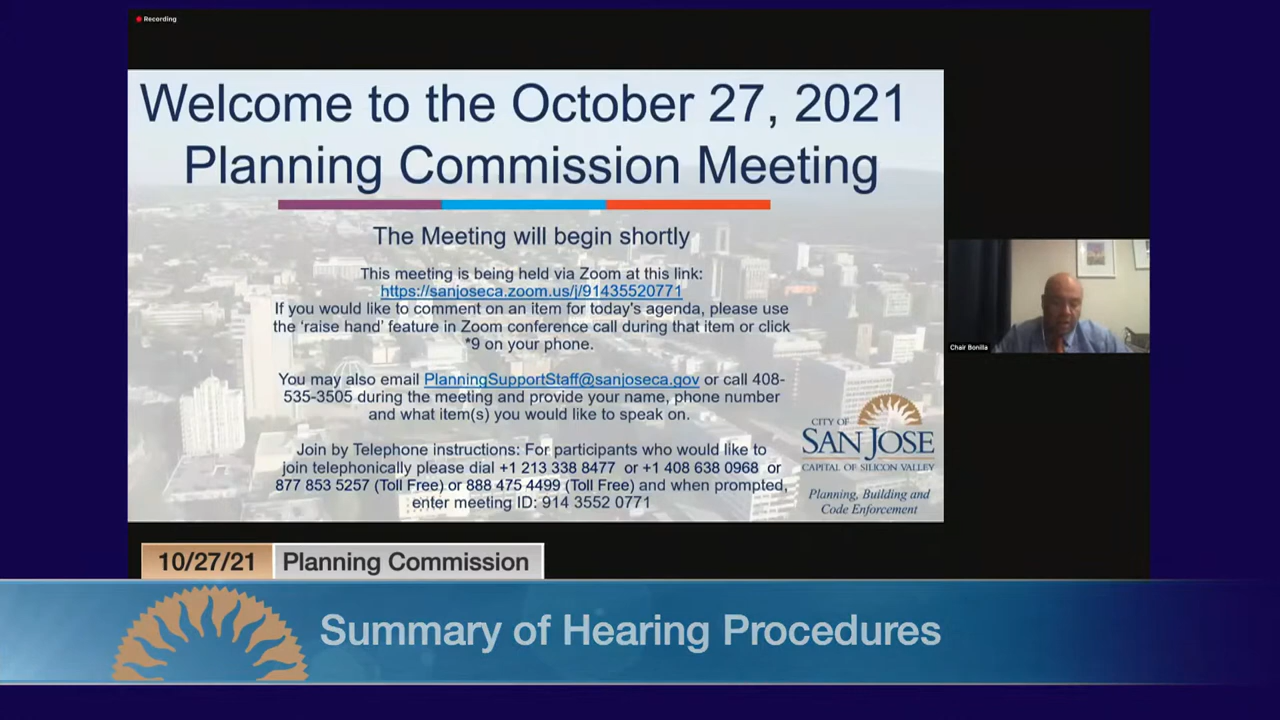 Recording
Welcome to the October 27, 2021
Planning Commission Meeting
The Meeting will begin shortly
This meeting is being held via Zoom at this link:
https://sanjoseca.zoom.us/j/91435520771
If you would like to comment on an item for today's agenda, please use
the 'raise hand' feature in Zoom conference call during that item or click
*9 on your phone.
You may also email PlanningSupportStaff@sanjoseca.gov or call 408-
535-3505 during the meeting and provide your name, phone number
and what item(s) you would like to speak on.
Join by Telephone instructions: For participants who would like to
join telephonically please dial +1 213 338 8477 or +1 408 638 0968 or
877 853 5257 (Toll Free) or 888 475 4499 (Toll Free) and when prompted,
enter meeting ID: 914 3552 0771
CITY OF
SAN JOSE
CAPITAL OF SILICON VALLEY
Planning, Building and
Code Enforcement
Chair Bonilla
10/27/21 Planning Commission
Summary of Hearing Procedures